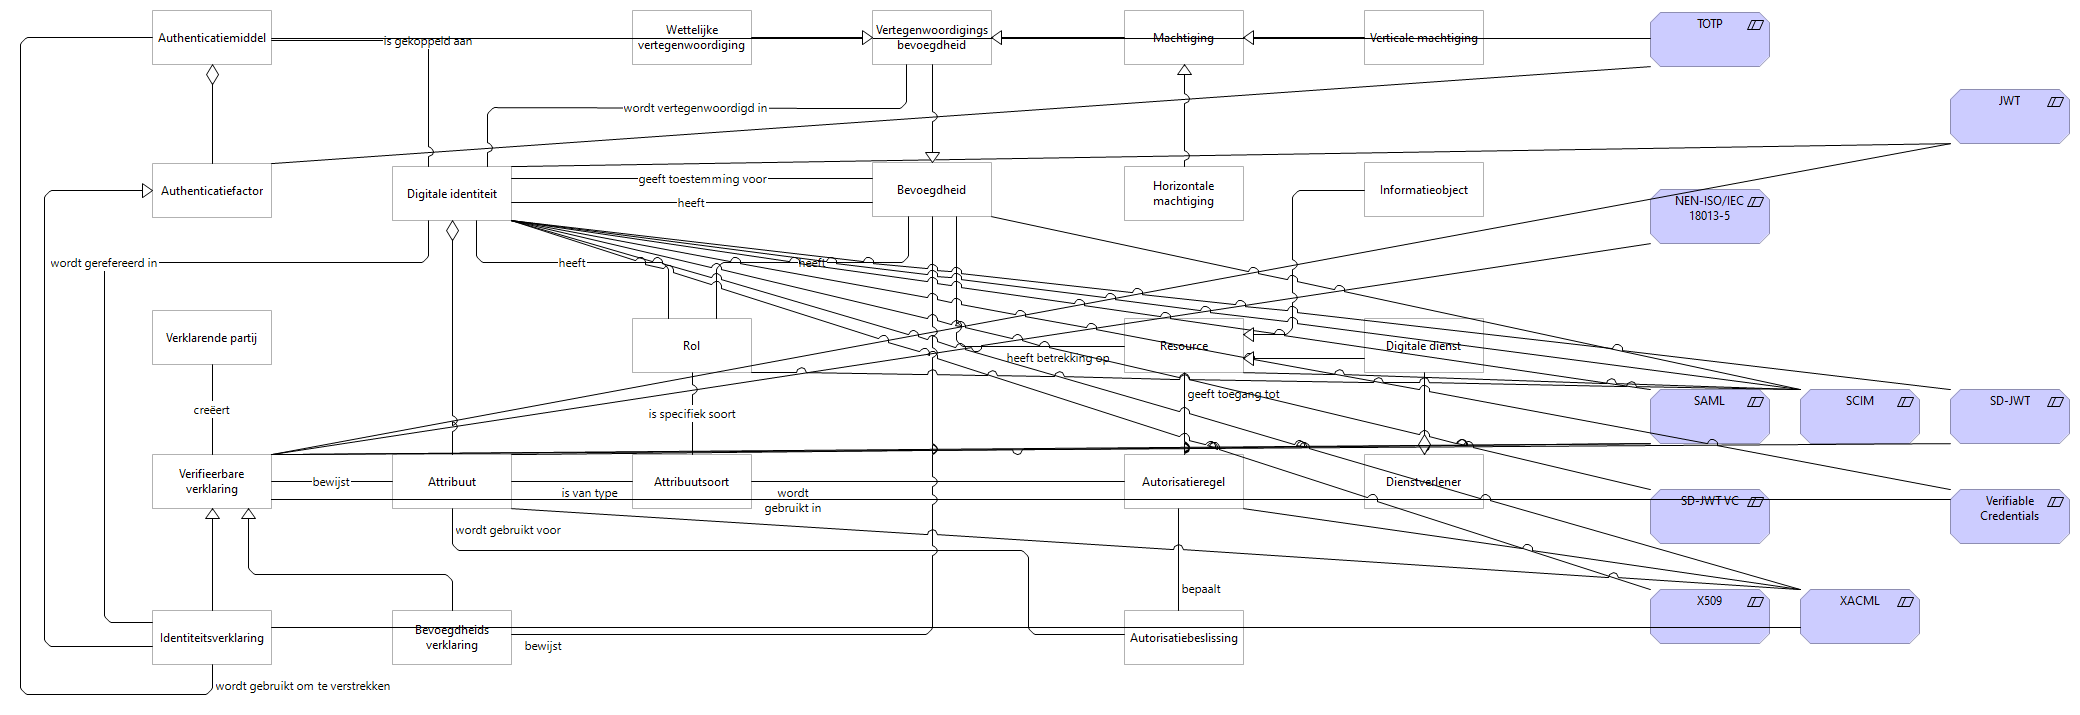 Authenticatiemiddel
is gekoppeld aan
Wettelijke
vertegenwoordiging
Vertegenwoordigings
bevoegdheid
Machtiging
Verticale machtiging
TOTP
wordt vertegenwoordigd in
JWT
Authenticatiefactor
Digitale identiteit
geeft toestemming voor
heeft
Bevoegdheid
Horizontale
machtiging
Informatieobject
NEN-ISO/IEC
18013-5
wordt gerefereerd in
heeft
heeft
Verklarende partij
Rol
Resource
Digitale dienst
heeft betrekking op
creëert
is specifiek soort
geeft toegang tot
SAML
SCIM
SD-JWT
Verifieerbare
verklaring
bewijst
Attribuut
is van type
Attribuutsoort
wordt
gebruikt in
Autorisatieregel
Dienstverlener
SD-JWT VC
Verifiable
Credentials
wordt gebruikt voor
bepaalt
X509
XACML
Identiteitsverklaring
Bevoegdheids
verklaring
bewijst
Autorisatiebeslissing
wordt gebruikt om te verstrekken